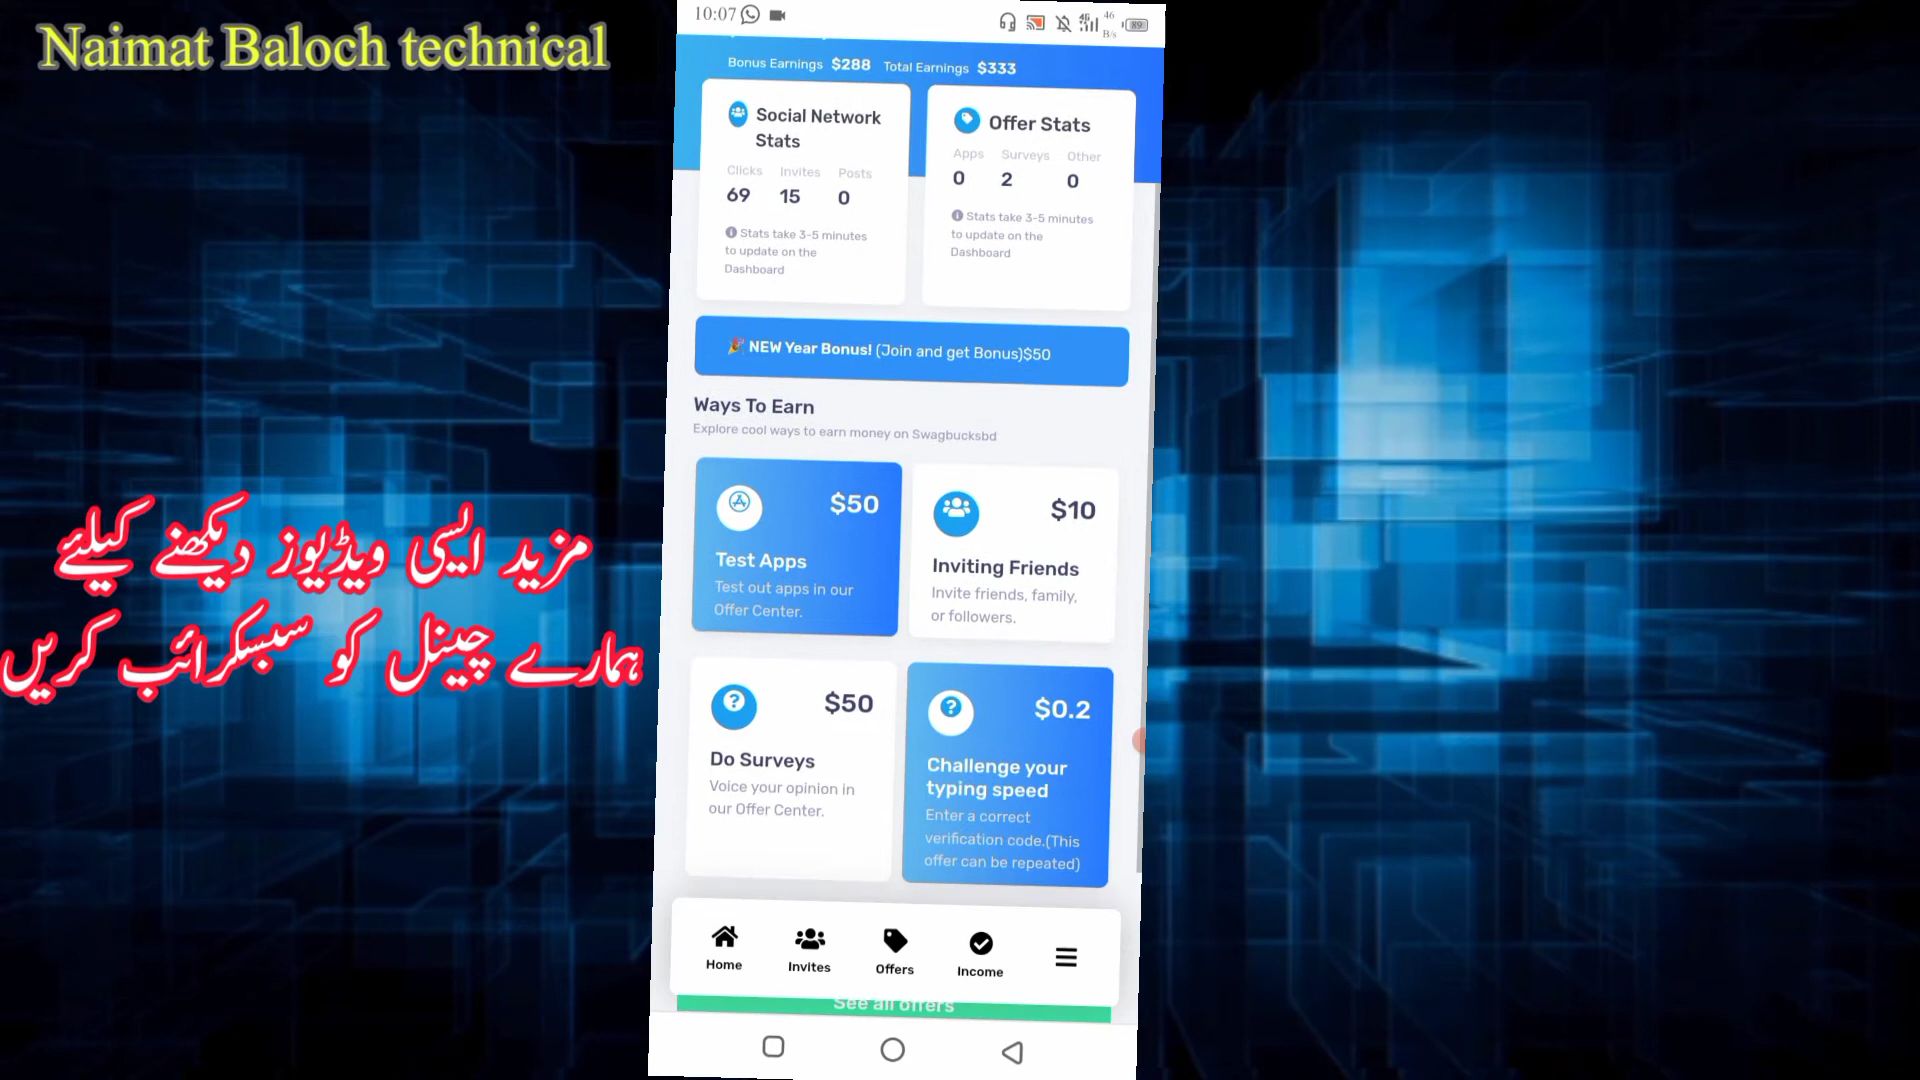 Naimat Baloch technical
مزید ایسی ویڈیوز دیکھنے کیلئے
ہمارے چینل کو سبسکرائب کریں
10:07
46
B/s
89
Bonus Earnings $288 Total Earnings $333
Social Network
Stats
Clicks Invites Posts
69 15 0
Stats take 3-5 minutes
to update on the
Dashboard
Offer Stats
Apps Surveys Other
0 2 0
Stats take 3-5 minutes
to update on the
Dashboard
🎉 NEW Year Bonus! (Join and get Bonus)$50
Ways To Earn
Explore cool ways to earn money on Swagbucksbd
$50
Test Apps
Test out apps in our
Offer Center.
$10
Inviting Friends
Invite friends, family,
or followers.
$50
Do Surveys
Voice your opinion in
our Offer Center.
$0.2
Challenge your
typing speed
Enter a correct
verification code.(This
offer can be repeated)
Home Invites Offers Income
See all offers